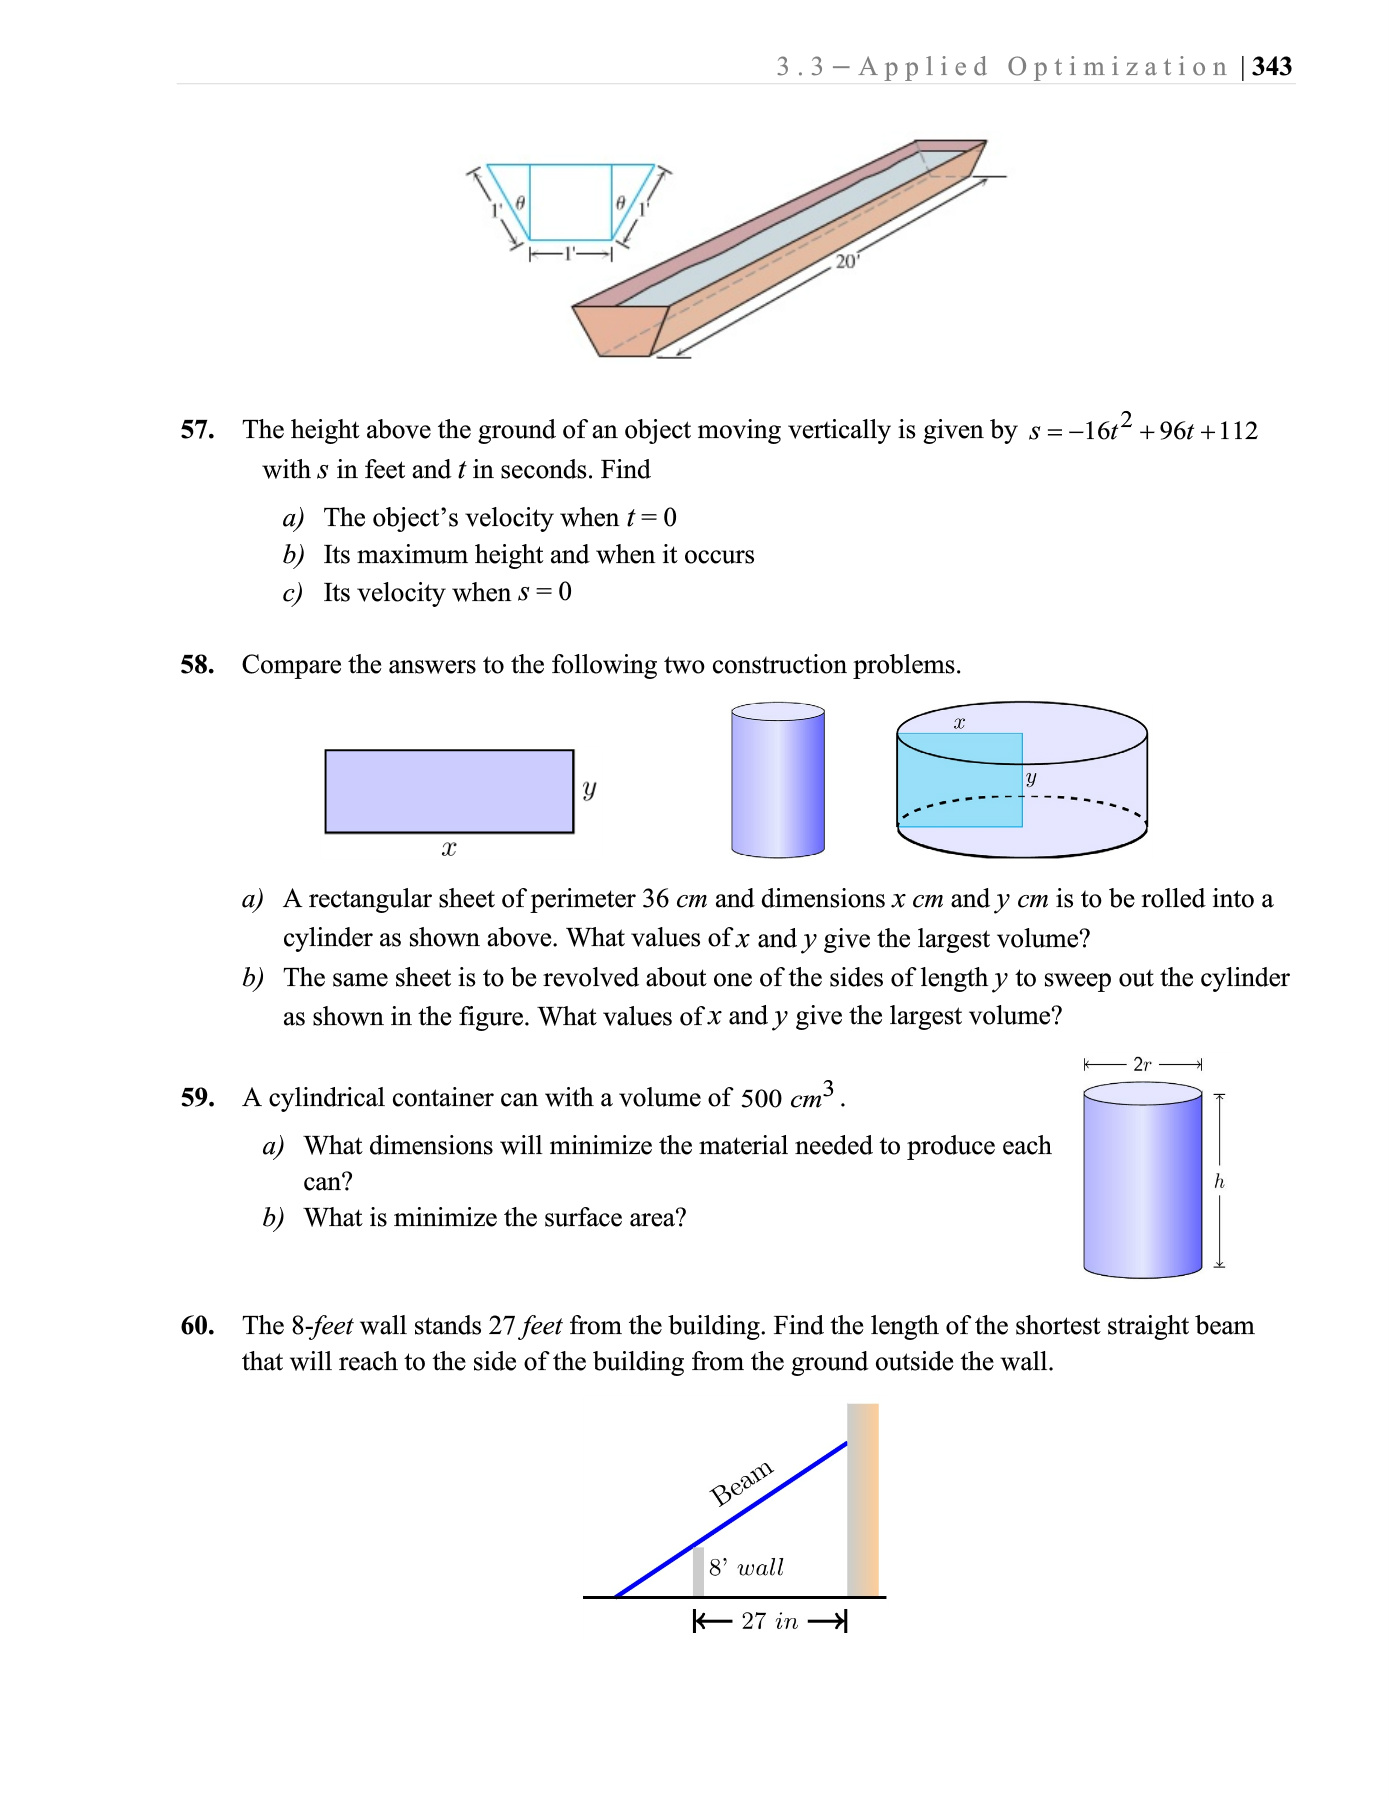 3.3 – Applied Optimization | 343
θ θ
1' 1'
1'
20'
57. The height above the ground of an object moving vertically is given by s = −16t² + 96t + 112
with s in feet and t in seconds. Find
a) The object’s velocity when t = 0
b) Its maximum height and when it occurs
c) Its velocity when s = 0
58. Compare the answers to the following two construction problems.
x
y
y
x
a) A rectangular sheet of perimeter 36 cm and dimensions x cm and y cm is to be rolled into a
cylinder as shown above. What values of x and y give the largest volume?
b) The same sheet is to be revolved about one of the sides of length y to sweep out the cylinder
as shown in the figure. What values of x and y give the largest volume?
2r
59. A cylindrical container can with a volume of 500 cm³ .
a) What dimensions will minimize the material needed to produce each
can?
h
b) What is minimize the surface area?
60. The 8-feet wall stands 27 feet from the building. Find the length of the shortest straight beam
that will reach to the side of the building from the ground outside the wall.
Beam
8’ wall
27 in